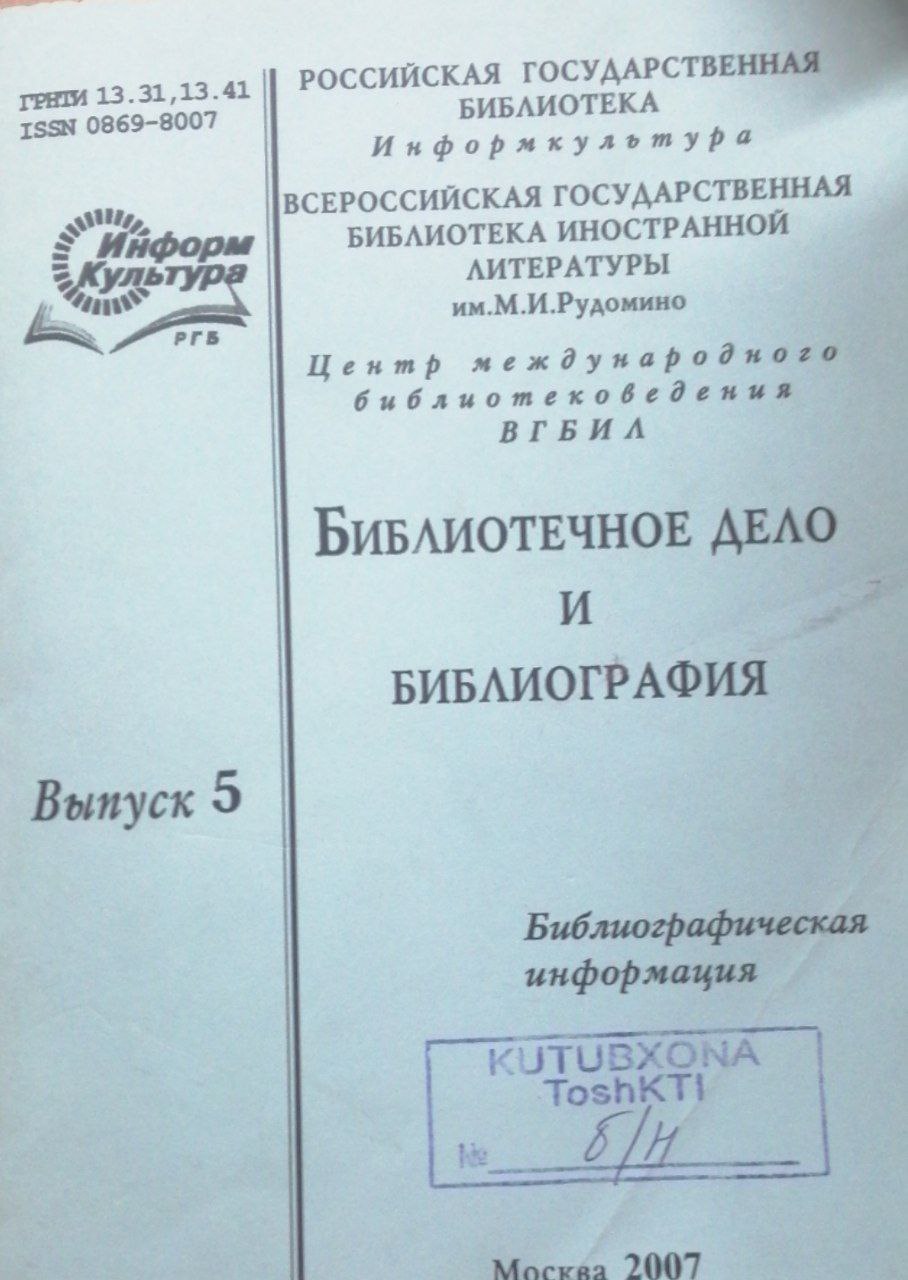 ГРНТИ 13.31,13.41
ISSN 0869-8007
Информ
Культура
РГБ
РОССИЙСКАЯ ГОСУДАРСТВЕННАЯ
БИБЛИОТЕКА
Информкультура
ВСЕРОССИЙСКАЯ ГОСУДАРСТВЕННАЯ
БИБЛИОТЕКА ИНОСТРАННОЙ
ЛИТЕРАТУРЫ
им.М.И.Рудомино
Центр международного
библиотековедения
ВГБИЛ
БИБЛИОТЕЧНОЕ ДЕЛО
И
БИБЛИОГРАФИЯ
Выпуск 5
Библиографическая
информация
KUTUBXONA
ToshKTI
№ б/н
Москва 2007